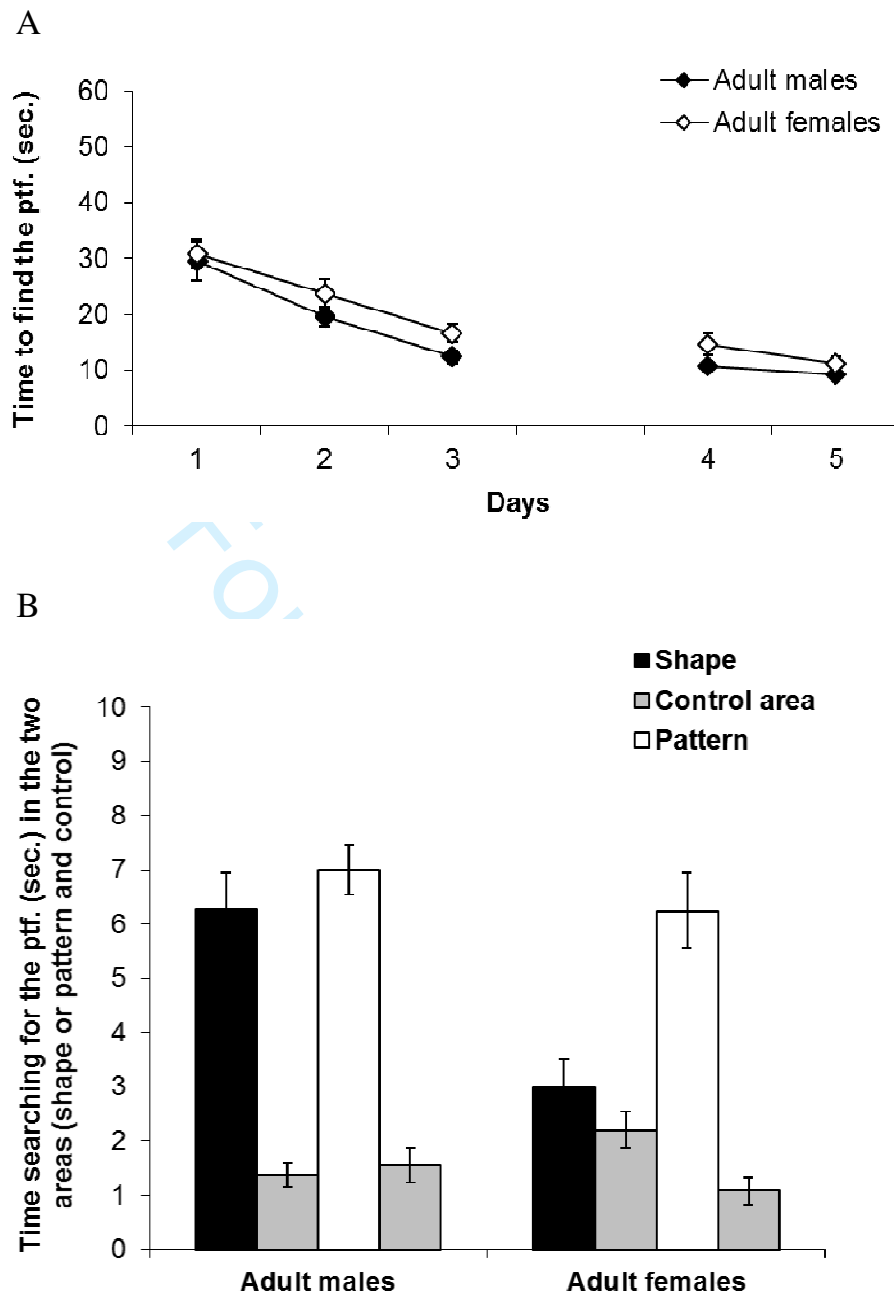 A
Adult males
Adult females
Time to find the ptf. (sec.)
60
50
40
30
20
10
0
1 2 3 4 5
Days
Fo
B
Shape
Control area
Pattern
Time searching for the ptf. (sec.) in the two
areas (shape or pattern and control)
10
9
8
7
6
5
4
3
2
1
0
Adult males Adult females